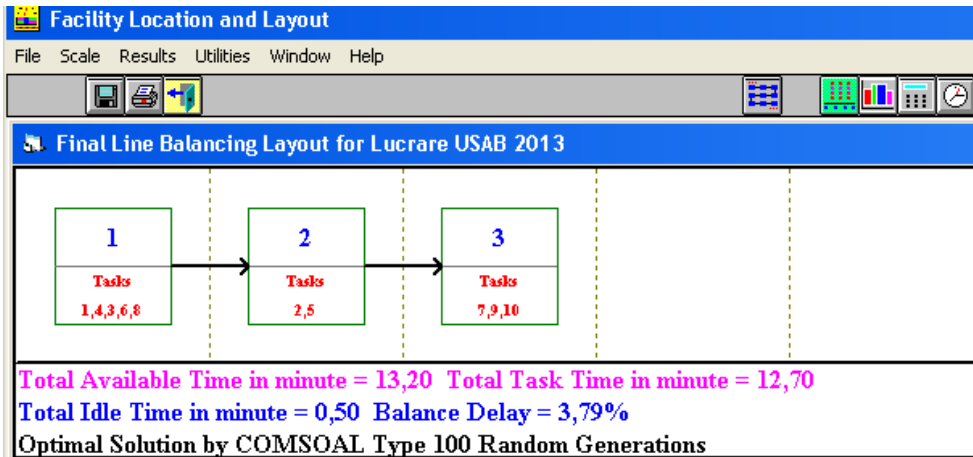 Facility Location and Layout
File Scale Results Utilities Window Help
Final Line Balancing Layout for Lucrare USAB 2013
1 2 3
Tasks Tasks Tasks
1,4,3,6,8 2,5 7,9,10
Total Available Time in minute = 13,20 Total Task Time in minute = 12,70
Total Idle Time in minute = 0,50 Balance Delay = 3,79%
Optimal Solution by COMSOAL Type 100 Random Generations